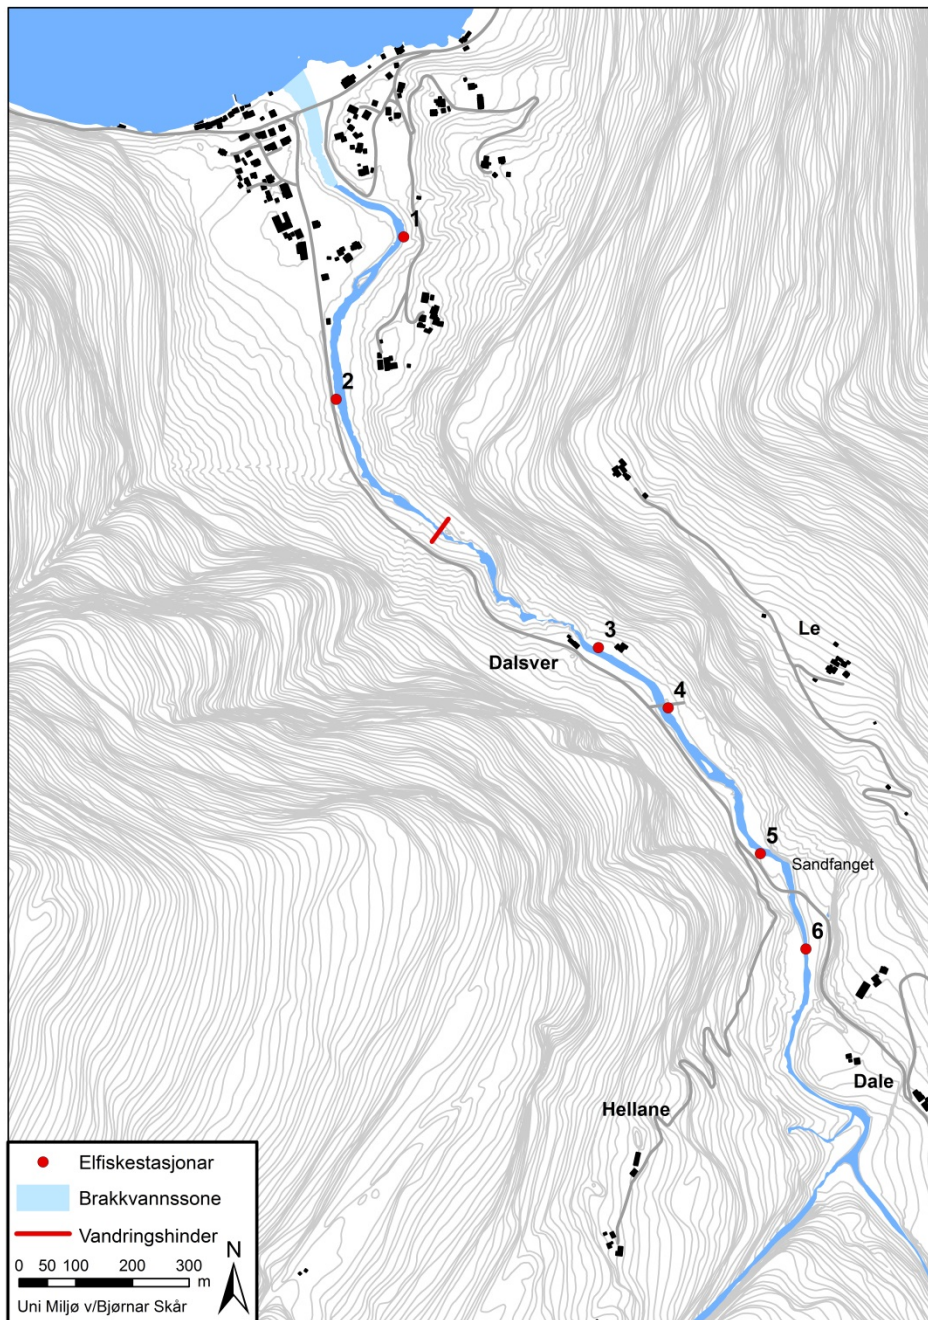 1
2
3
Le
Dalsver
4
5
Sandfanget
6
Dale
Hellane
Elfiskestasjonar
Brakkvannssone
Vandringshinder
N
0 50 100 200 300
m
Uni Miljø v/Bjørnar Skår